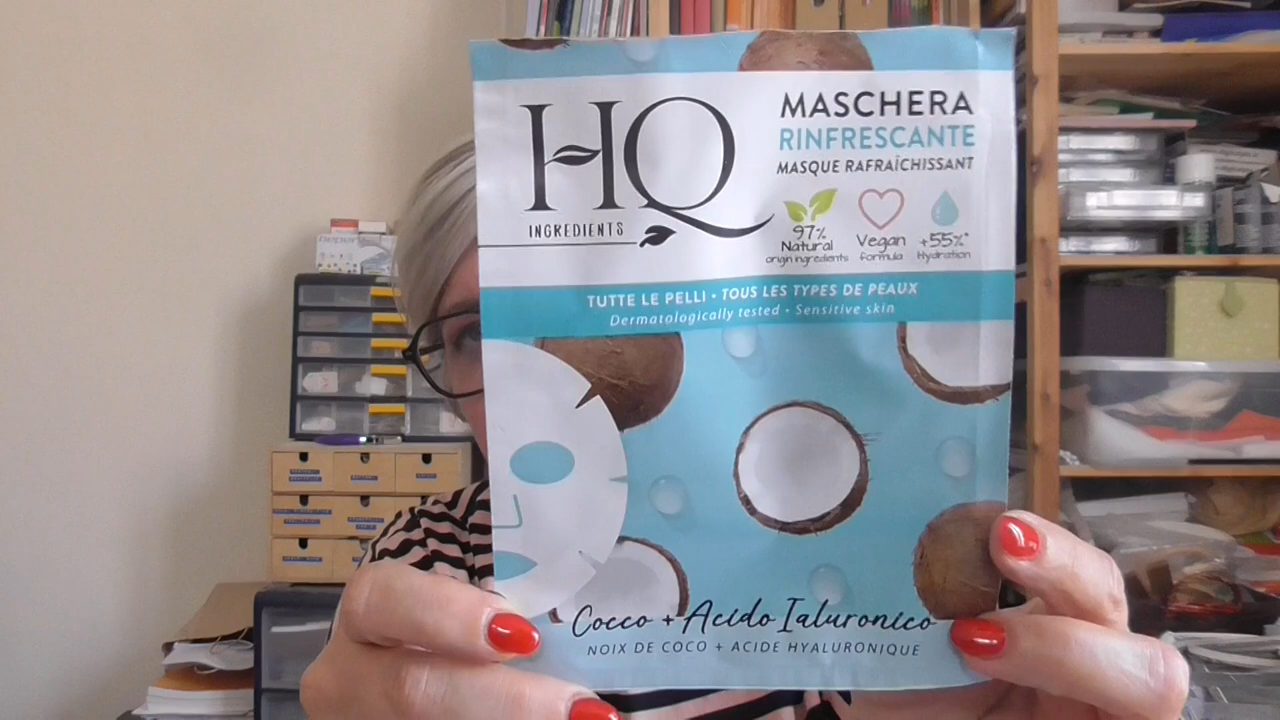 HQ
INGREDIENTS
MASCHERA
RINFRESCANTE
MASQUE RAFRAÎCHISSANT
97%
Natural
origin ingredients
Vegan
formula
+55%*
Hydration
TUTTE LE PELLI • TOUS LES TYPES DE PEAUX
Dermatologically tested • Sensitive skin
Cocco + Acido Ialuronico
NOIX DE COCO + ACIDE HYALURONIQUE